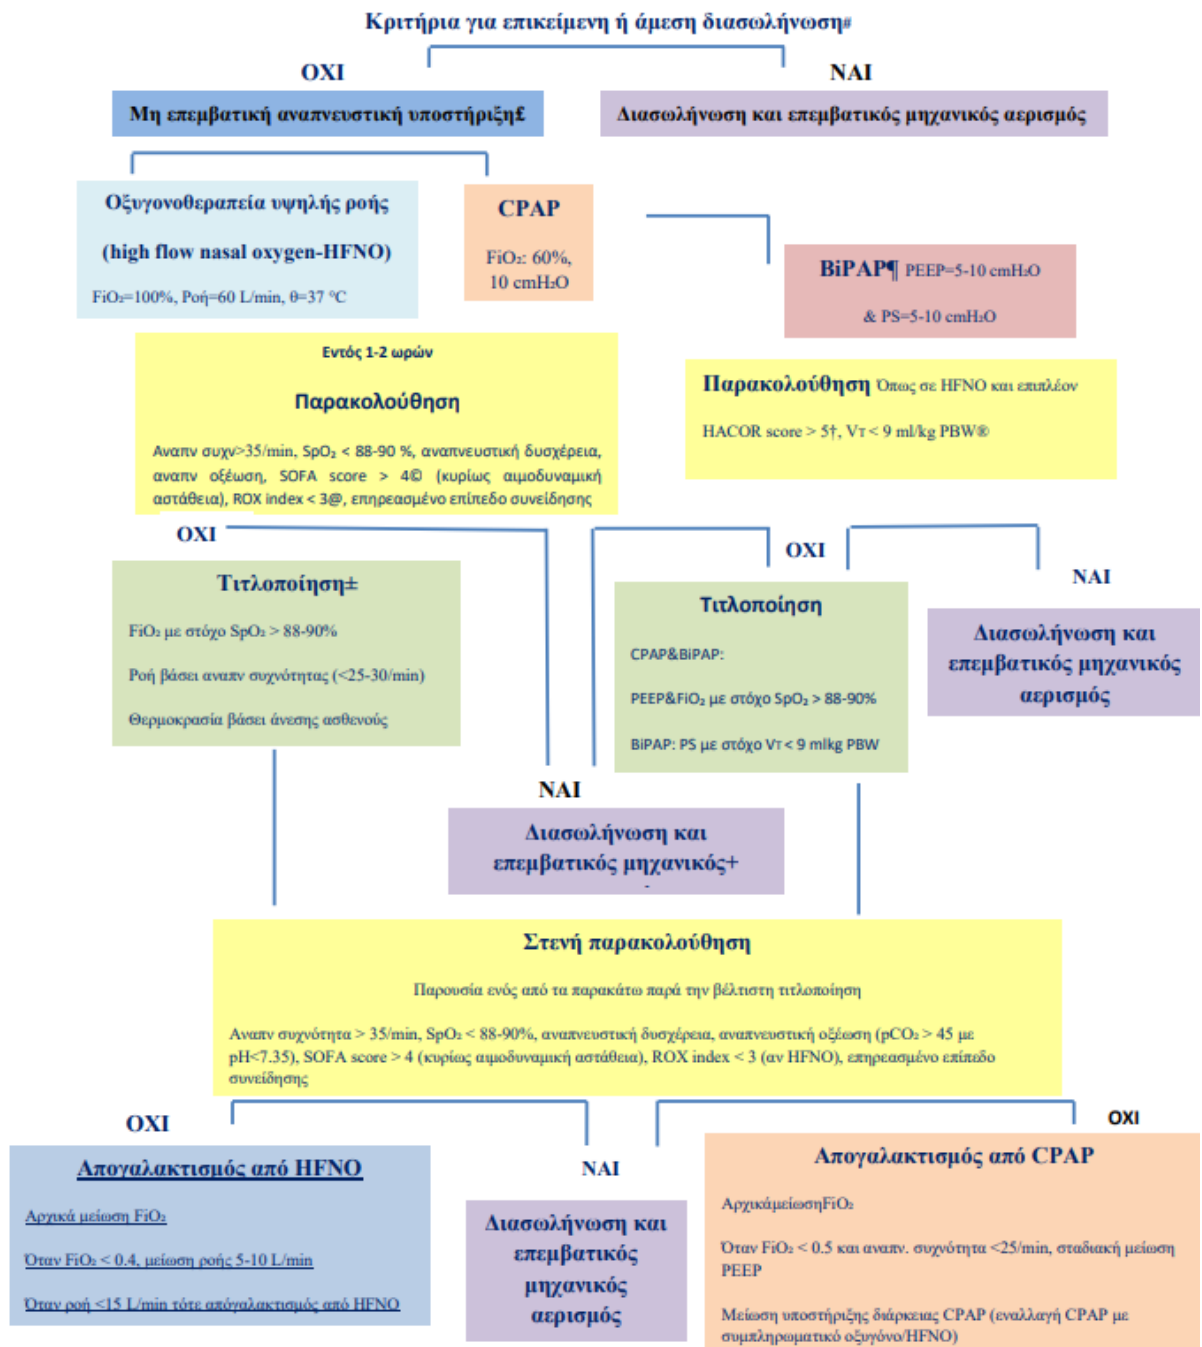 Κριτήρια για επικείμενη ή άμεση διασωλήνωση#
ΟΧΙ
ΝΑΙ
Μη επεμβατική αναπνευστική υποστήριξη£
Διασωλήνωση και επεμβατικός μηχανικός αερισμός
Οξυγονοθεραπεία υψηλής ροής
(high flow nasal oxygen-HFNO)
FiO₂=100%, Ροή=60 L/min, θ=37 °C
CPAP
FiO₂: 60%,
10 cmH₂O
BiPAP¶ PEEP=5-10 cmH₂O
& PS=5-10 cmH₂O
Εντός 1-2 ωρών
Παρακολούθηση
Αναπν συχν>35/min, SpO₂ < 88-90 %, αναπνευστική δυσχέρεια,
αναπν οξέωση, SOFA score > 4© (κυρίως αιμοδυναμική
αστάθεια), ROX index < 3@, επηρεασμένο επίπεδο συνείδησης
Παρακολούθηση Όπως σε HFNO και επιπλέον
HACOR score > 5†, Vᴛ < 9 ml/kg PBW®
ΟΧΙ
ΟΧΙ
ΝΑΙ
Τιτλοποίηση±
FiO₂ με στόχο SpO₂ > 88-90%
Ροή βάσει αναπν συχνότητας (<25-30/min)
Θερμοκρασία βάσει άνεσης ασθενούς
Τιτλοποίηση
CPAP&BiPAP:
PEEP&FiO₂ με στόχο SpO₂ > 88-90%
BiPAP: PS με στόχο Vᴛ < 9 mlkg PBW
Διασωλήνωση και
επεμβατικός μηχανικός
αερισμός
ΝΑΙ
Διασωλήνωση και
επεμβατικός μηχανικός+
Στενή παρακολούθηση
Παρουσία ενός από τα παρακάτω παρά την βέλτιστη τιτλοποίηση
Αναπν συχνότητα > 35/min, SpO₂ < 88-90%, αναπνευστική δυσχέρεια, αναπνευστική οξέωση (pCO₂ > 45 με
pH<7.35), SOFA score > 4 (κυρίως αιμοδυναμική αστάθεια), ROX index < 3 (αν HFNO), επηρεασμένο επίπεδο
συνείδησης
ΟΧΙ
ΝΑΙ
ΟΧΙ
Απογαλακτισμός από HFNO
Αρχικά μείωση FiO₂
Όταν FiO₂ < 0.4, μείωση ροής 5-10 L/min
Όταν ροή <15 L/min τότε απόγαλακτισμός από HFNO
Διασωλήνωση και
επεμβατικός
μηχανικός
αερισμός
Απογαλακτισμός από CPAP
ΑρχικάμείωσηFiO₂
Όταν FiO₂ < 0.5 και αναπν. συχνότητα <25/min, σταδιακή μείωση
PEEP
Μείωση υποστήριξης διάρκειας CPAP (εναλλαγή CPAP με
συμπληρωματικό οξυγόνο/HFNO)